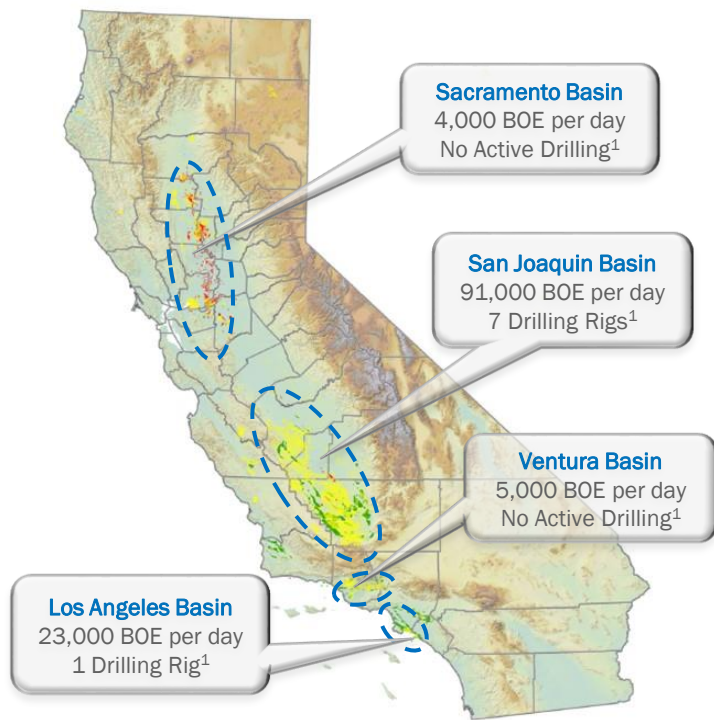 Sacramento Basin
4,000 BOE per day
No Active Drilling¹
San Joaquin Basin
91,000 BOE per day
7 Drilling Rigs¹
Ventura Basin
5,000 BOE per day
No Active Drilling¹
Los Angeles Basin
23,000 BOE per day
1 Drilling Rig¹